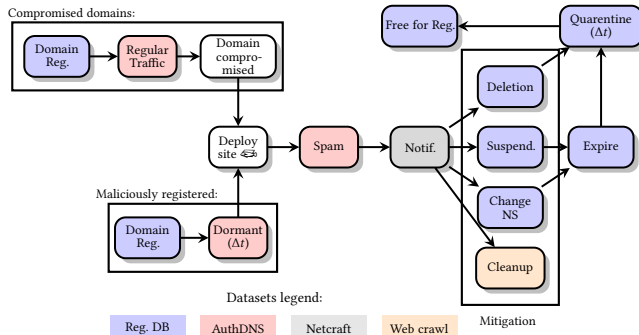 Compromised domains:
Domain
Reg.
Regular
Traffic
Domain
compro-
mised
Free for Reg.
Quarentine
(Δt)
Deletion
Deploy
site
Spam
Notif.
Suspend.
Expire
Change
NS
Maliciously registered:
Domain
Reg.
Dormant
(Δt)
Cleanup
Mitigation
Datasets legend:
Reg. DB
AuthDNS
Netcraft
Web crawl